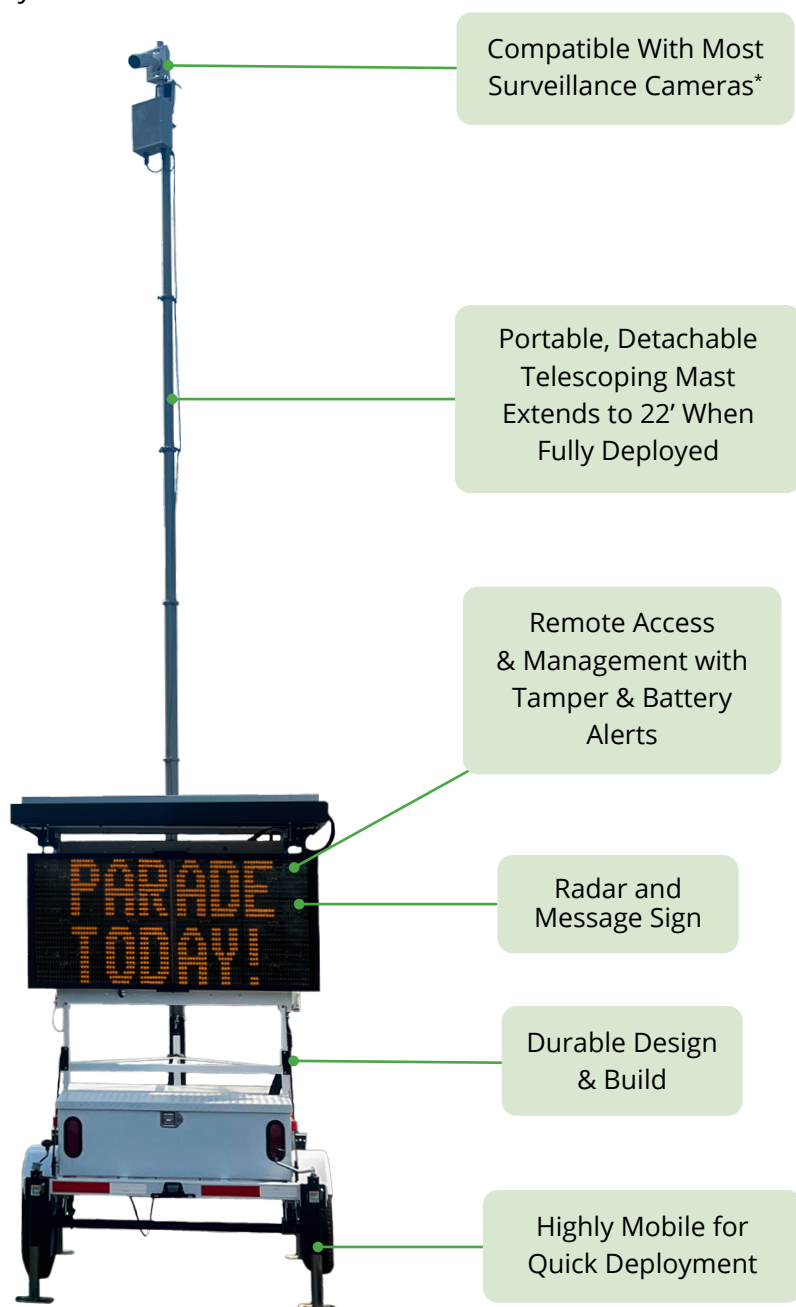 Compatible With Most
Surveillance Cameras*
Portable, Detachable
Telescoping Mast
Extends to 22’ When
Fully Deployed
Remote Access
& Management with
Tamper & Battery
Alerts
PARADE
TODAY!
Radar and
Message Sign
Durable Design
& Build
Highly Mobile for
Quick Deployment